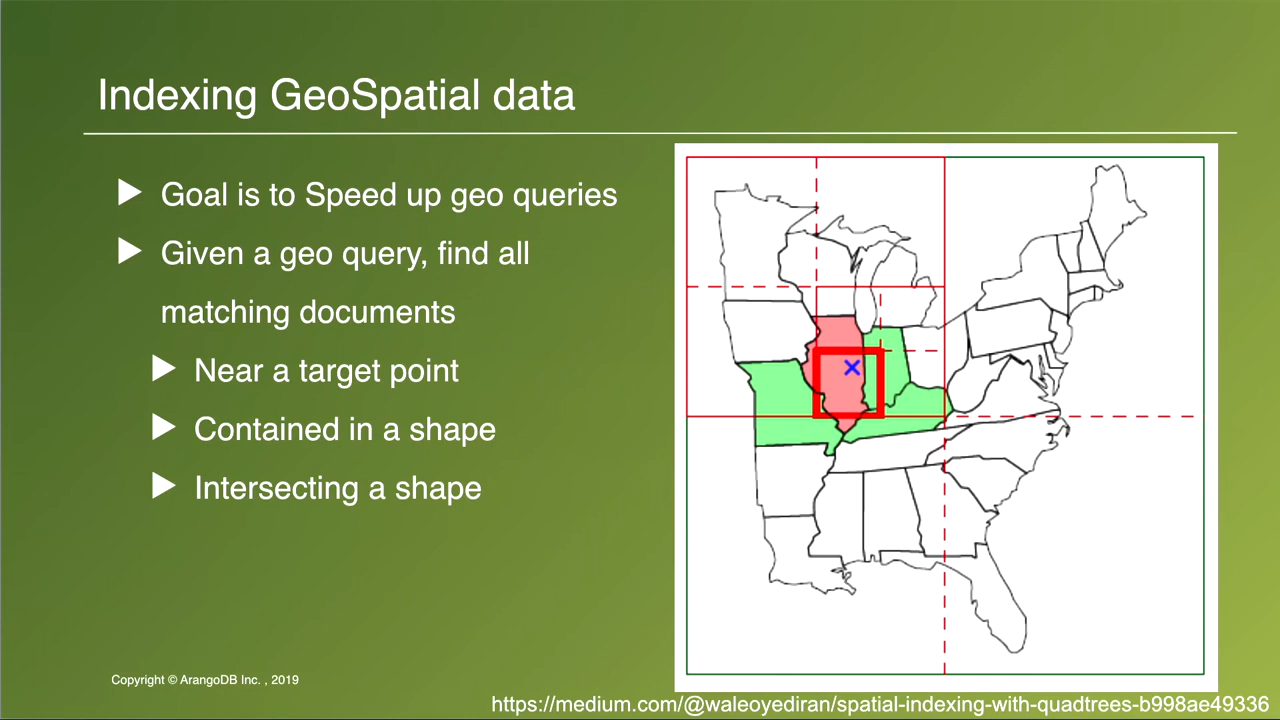 Indexing GeoSpatial data
Goal is to Speed up geo queries
Given a geo query, find all
matching documents
Near a target point
Contained in a shape
Intersecting a shape
Copyright © ArangoDB Inc. , 2019
https://medium.com/@waleoyediran/spatial-indexing-with-quadtrees-b998ae49336